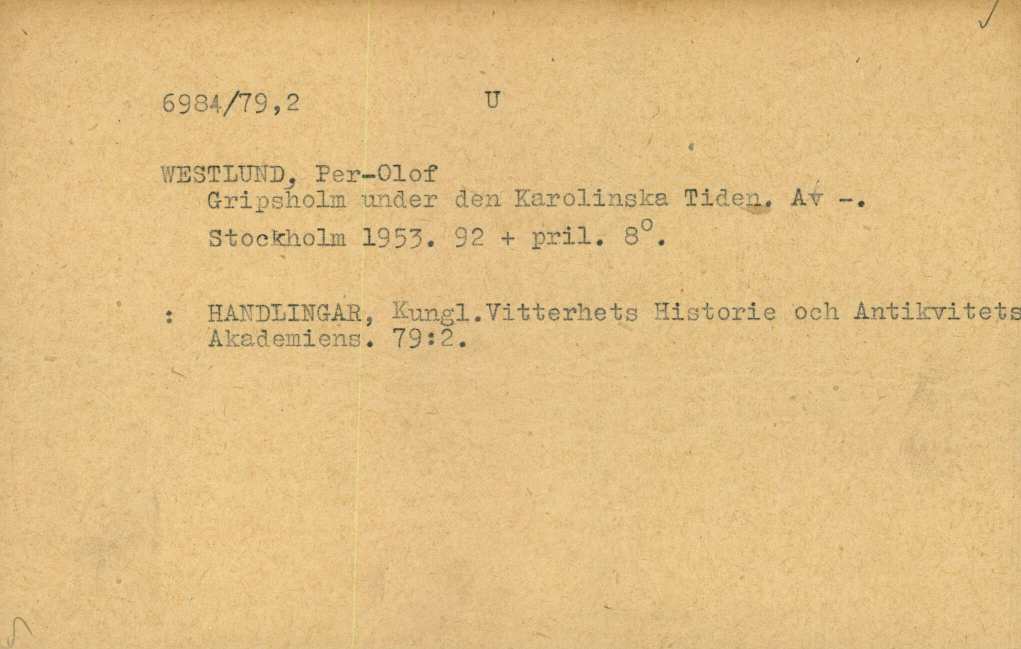 6984/79,2 U
WESTLUND, Per-Olof
Gripsholm under den Karolinska Tiden. Av -.
Stockholm 1953. 92 + pril. 8°.
: HANDLINGAR, Kungl.Vitterhets Historie och Antikvitets
Akademiens. 79:2.